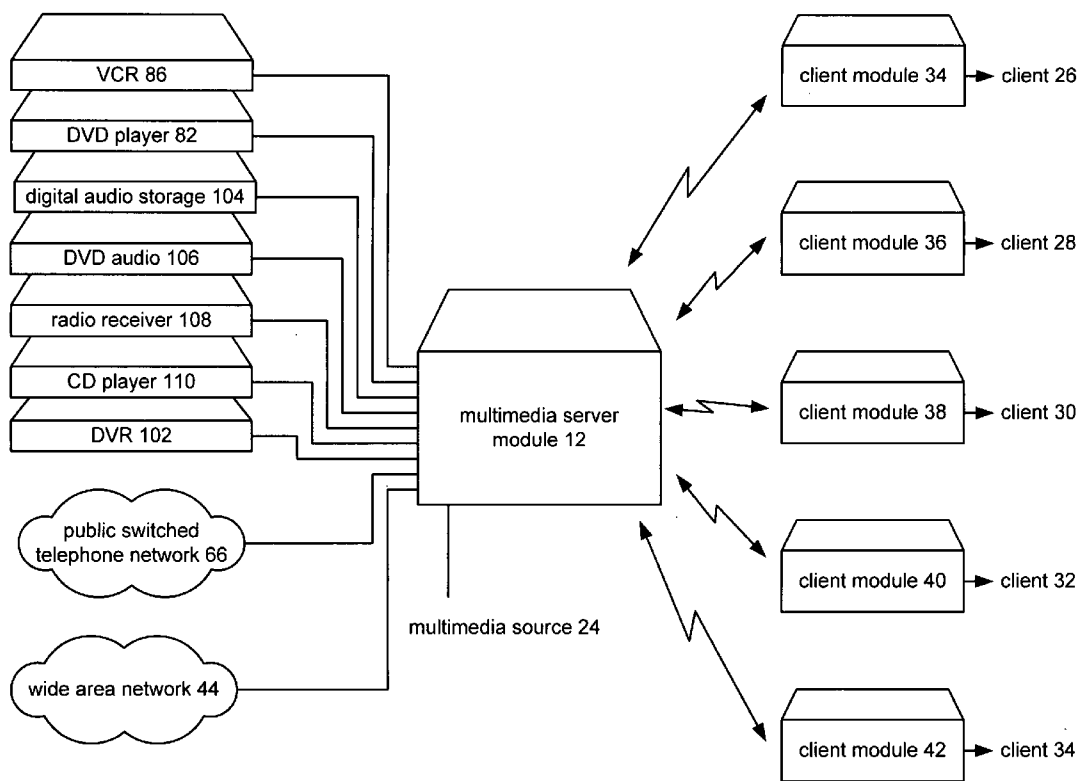 VCR 86
DVD player 82
digital audio storage 104
DVD audio 106
radio receiver 108
CD player 110
DVR 102
public switched
telephone network 66
wide area network 44
multimedia server
module 12
multimedia source 24
client module 34
client 26
client module 36
client 28
client module 38
client 30
client module 40
client 32
client module 42
client 34